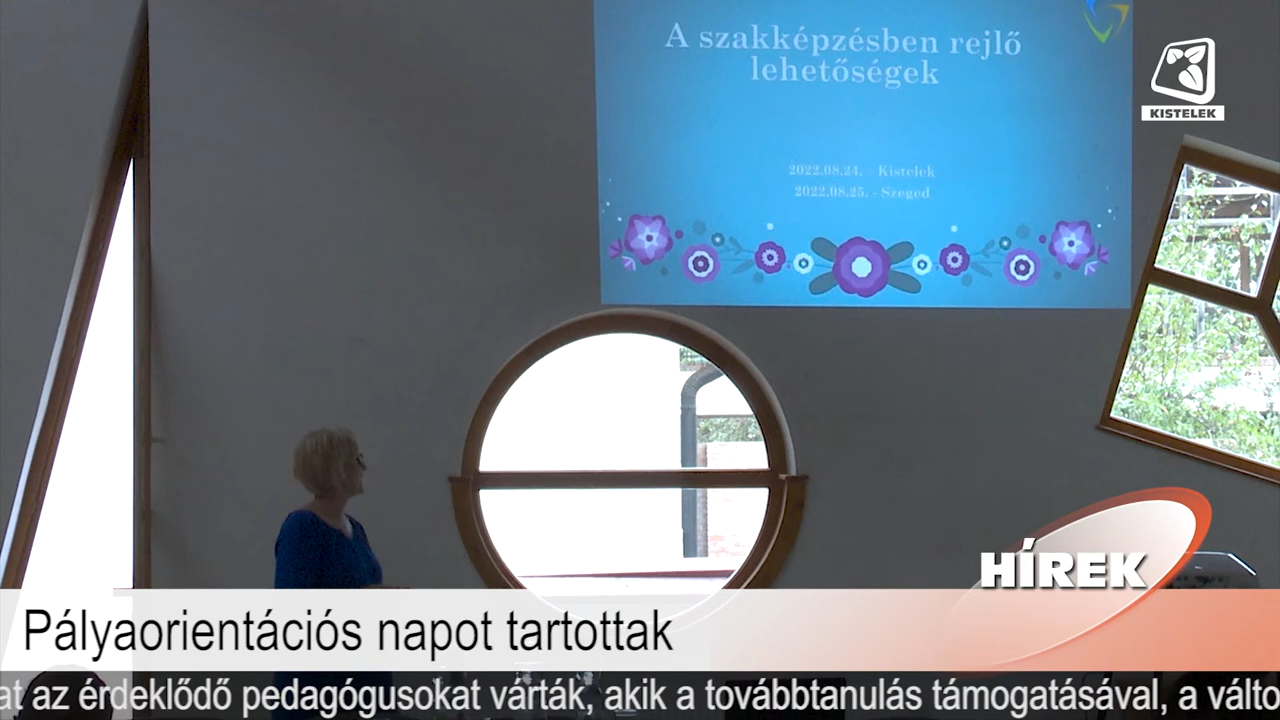 A szakképzésben rejlő
lehetőségek
2022.08.24. - Kistelek
2022.08.25. - Szeged
KISTELEK
HÍREK
Pályaorientációs napot tartottak
at az érdeklődő pedagógusokat várták, akik a továbbtanulás támogatásával, a válto